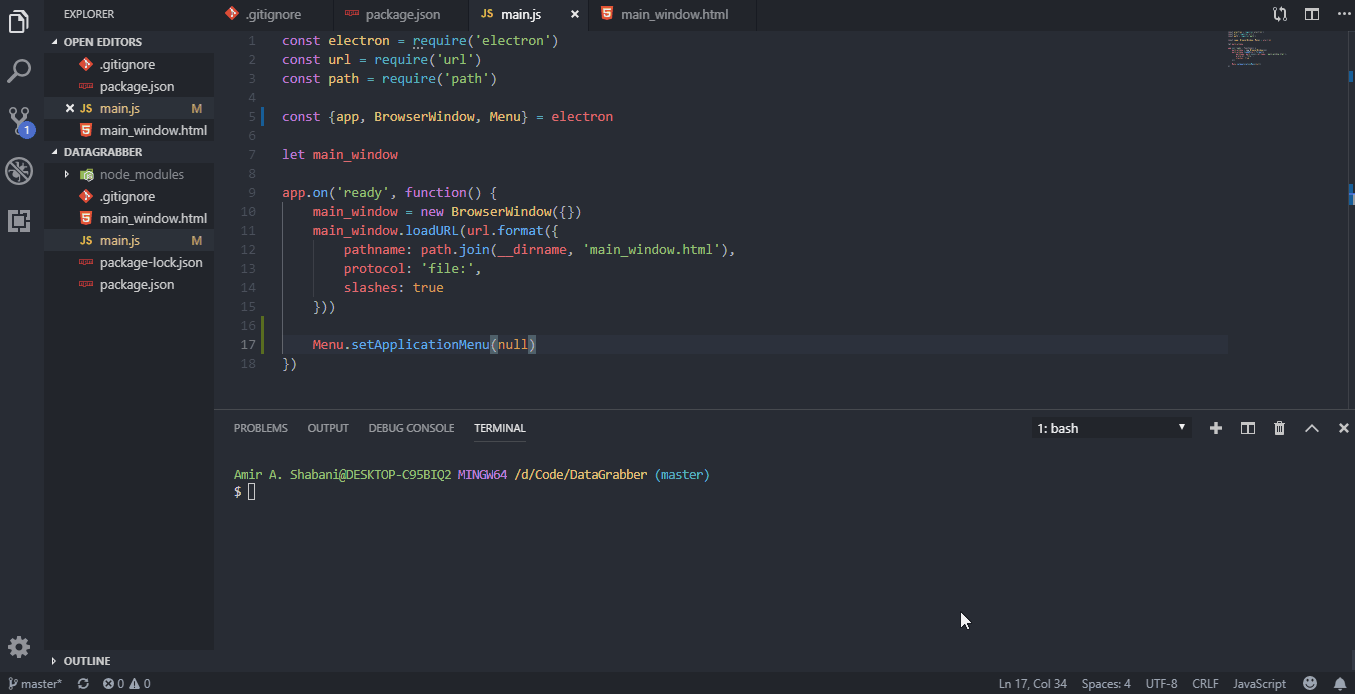 EXPLORER
OPEN EDITORS
.gitignore
package.json
JS main.js M
main_window.html
1
DATAGRABBER
node_modules
.gitignore
main_window.html
JS main.js M
package-lock.json
package.json
OUTLINE
.gitignore package.json JS main.js main_window.html
1 const electron = require('electron')
2 const url = require('url')
3 const path = require('path')
4
5 const {app, BrowserWindow, Menu} = electron
6
7 let main_window
8
9 app.on('ready', function() {
10 main_window = new BrowserWindow({})
11 main_window.loadURL(url.format({
12 pathname: path.join(__dirname, 'main_window.html'),
13 protocol: 'file:',
14 slashes: true
15 }))
16
17 Menu.setApplicationMenu(null)
18 })
PROBLEMS OUTPUT DEBUG CONSOLE TERMINAL 1: bash
Amir A. Shabani@DESKTOP-C95BIQ2 MINGW64 /d/Code/DataGrabber (master)
$
master* 0 0 Ln 17, Col 34 Spaces: 4 UTF-8 CRLF JavaScript